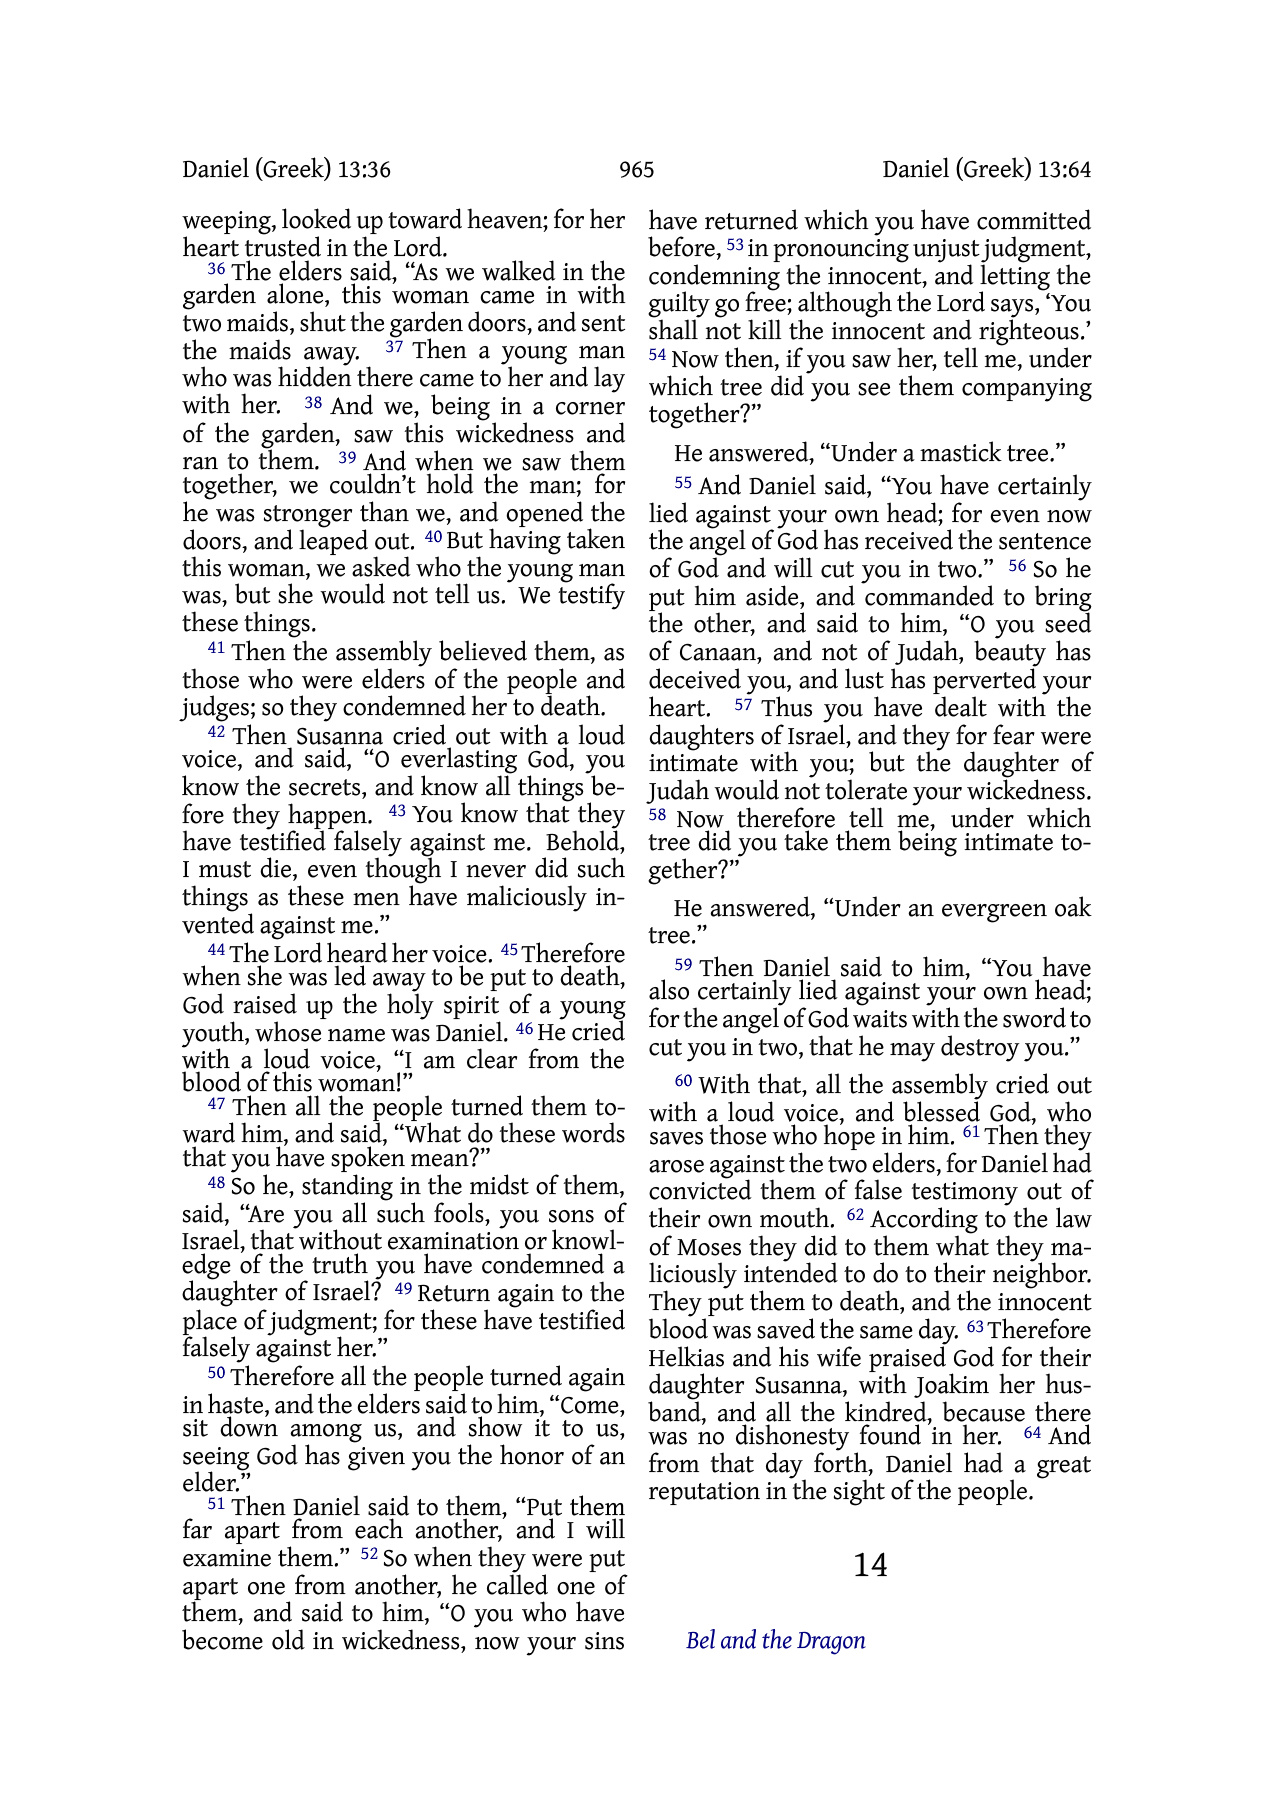 Daniel (Greek) 13:36
965
Daniel (Greek) 13:64
weeping, looked up toward heaven; for her
heart trusted in the Lord.
36 The elders said, “As we walked in the
garden alone, this woman came in with
two maids, shut the garden doors, and sent
the maids away. 37 Then a young man
who was hidden there came to her and lay
with her. 38 And we, being in a corner
of the garden, saw this wickedness and
ran to them. 39 And when we saw them
together, we couldn’t hold the man; for
he was stronger than we, and opened the
doors, and leaped out. 40 But having taken
this woman, we asked who the young man
was, but she would not tell us. We testify
these things.
41 Then the assembly believed them, as
those who were elders of the people and
judges; so they condemned her to death.
42 Then Susanna cried out with a loud
voice, and said, “O everlasting God, you
know the secrets, and know all things be-
fore they happen. 43 You know that they
have testified falsely against me. Behold,
I must die, even though I never did such
things as these men have maliciously in-
vented against me.”
44 The Lord heard her voice. 45 Therefore
when she was led away to be put to death,
God raised up the holy spirit of a young
youth, whose name was Daniel. 46 He cried
with a loud voice, “I am clear from the
blood of this woman!”
47 Then all the people turned them to-
ward him, and said, “What do these words
that you have spoken mean?”
48 So he, standing in the midst of them,
said, “Are you all such fools, you sons of
Israel, that without examination or knowl-
edge of the truth you have condemned a
daughter of Israel? 49 Return again to the
place of judgment; for these have testified
falsely against her.”
50 Therefore all the people turned again
in haste, and the elders said to him, “Come,
sit down among us, and show it to us,
seeing God has given you the honor of an
elder.”
51 Then Daniel said to them, “Put them
far apart from each another, and I will
examine them.” 52 So when they were put
apart one from another, he called one of
them, and said to him, “O you who have
become old in wickedness, now your sins
have returned which you have committed
before, 53 in pronouncing unjust judgment,
condemning the innocent, and letting the
guilty go free; although the Lord says, ‘You
shall not kill the innocent and righteous.’
54 Now then, if you saw her, tell me, under
which tree did you see them companying
together?”
He answered, “Under a mastick tree.”
55 And Daniel said, “You have certainly
lied against your own head; for even now
the angel of God has received the sentence
of God and will cut you in two.” 56 So he
put him aside, and commanded to bring
the other, and said to him, “O you seed
of Canaan, and not of Judah, beauty has
deceived you, and lust has perverted your
heart. 57 Thus you have dealt with the
daughters of Israel, and they for fear were
intimate with you; but the daughter of
Judah would not tolerate your wickedness.
58 Now therefore tell me, under which
tree did you take them being intimate to-
gether?”
He answered, “Under an evergreen oak
tree.”
59 Then Daniel said to him, “You have
also certainly lied against your own head;
for the angel of God waits with the sword to
cut you in two, that he may destroy you.”
60 With that, all the assembly cried out
with a loud voice, and blessed God, who
saves those who hope in him. 61 Then they
arose against the two elders, for Daniel had
convicted them of false testimony out of
their own mouth. 62 According to the law
of Moses they did to them what they ma-
liciously intended to do to their neighbor.
They put them to death, and the innocent
blood was saved the same day. 63 Therefore
Helkias and his wife praised God for their
daughter Susanna, with Joakim her hus-
band, and all the kindred, because there
was no dishonesty found in her. 64 And
from that day forth, Daniel had a great
reputation in the sight of the people.
14
Bel and the Dragon